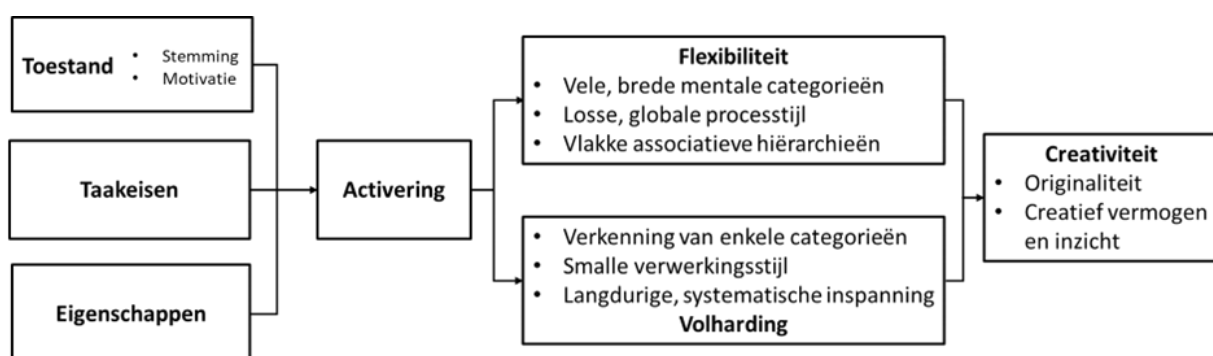 Toestand
• Stemming
• Motivatie
Taakeisen
Eigenschappen
Activering
Flexibiliteit
• Vele, brede mentale categorieën
• Losse, globale processtijl
• Vlakke associatieve hiërarchieën
• Verkenning van enkele categorieën
• Smalle verwerkingsstijl
• Langdurige, systematische inspanning
Volharding
Creativiteit
• Originaliteit
• Creatief vermogen
en inzicht